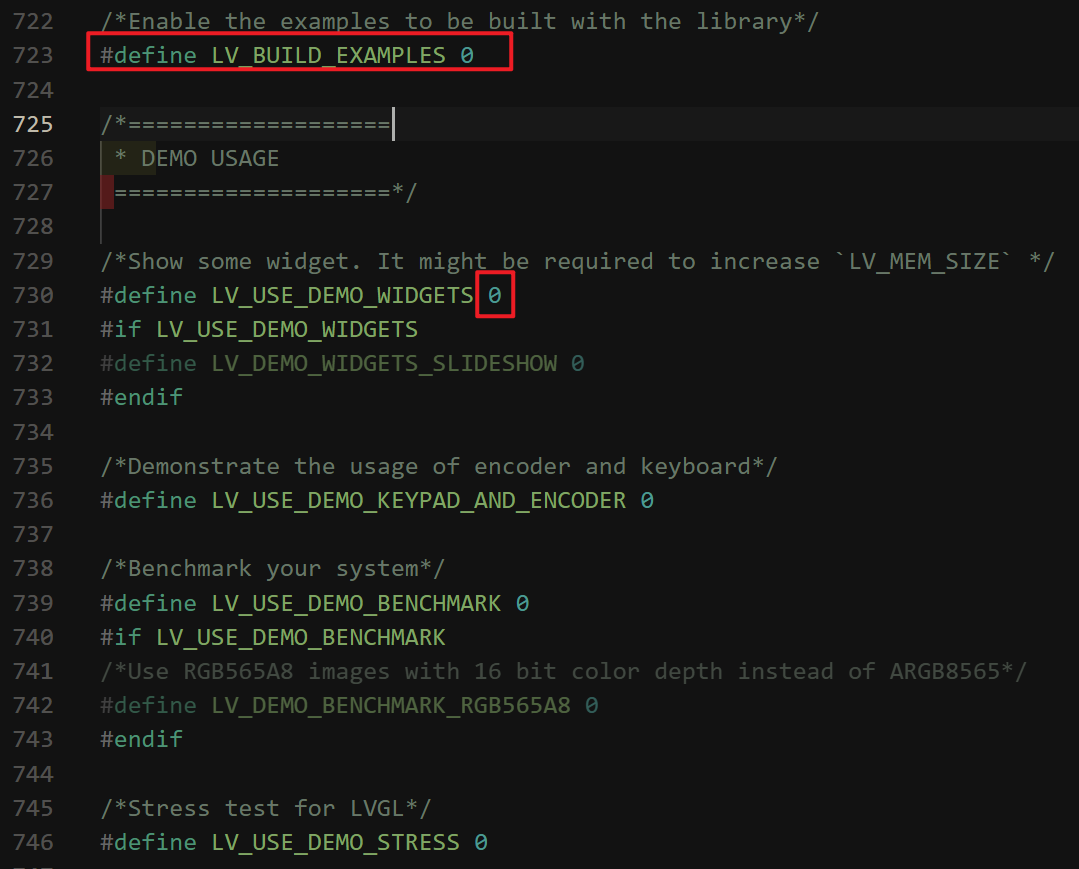 722 /*Enable the examples to be built with the library*/
723 #define LV_BUILD_EXAMPLES 0
724
725 /*===================
726 * DEMO USAGE
727 ====================*/
728
729 /*Show some widget. It might be required to increase `LV_MEM_SIZE` */
730 #define LV_USE_DEMO_WIDGETS 0
731 #if LV_USE_DEMO_WIDGETS
732 #define LV_DEMO_WIDGETS_SLIDESHOW 0
733 #endif
734
735 /*Demonstrate the usage of encoder and keyboard*/
736 #define LV_USE_DEMO_KEYPAD_AND_ENCODER 0
737
738 /*Benchmark your system*/
739 #define LV_USE_DEMO_BENCHMARK 0
740 #if LV_USE_DEMO_BENCHMARK
741 /*Use RGB565A8 images with 16 bit color depth instead of ARGB8565*/
742 #define LV_DEMO_BENCHMARK_RGB565A8 0
743 #endif
744
745 /*Stress test for LVGL*/
746 #define LV_USE_DEMO_STRESS 0